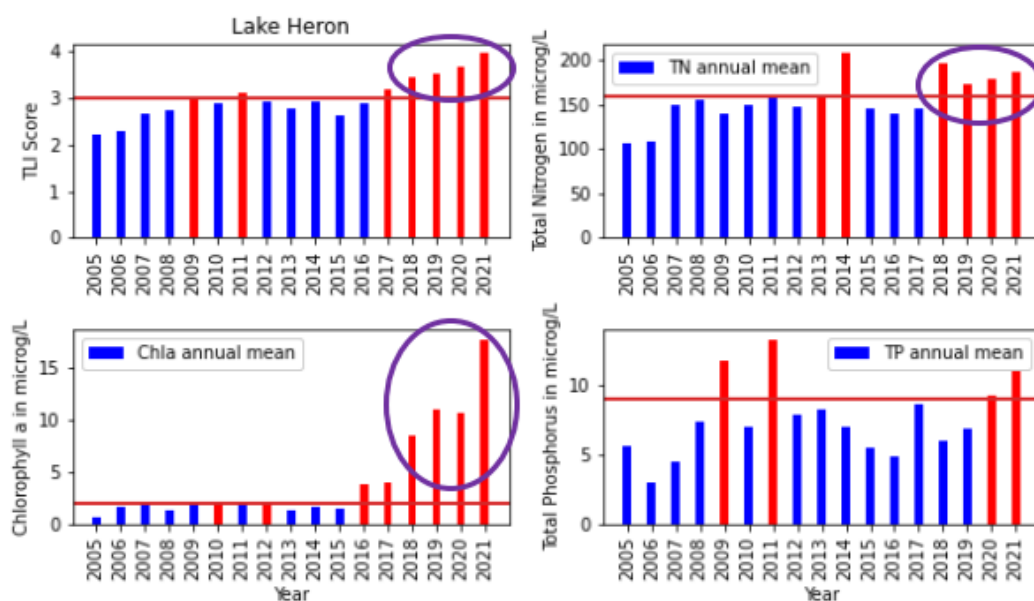 Lake Heron
TLI Score
4
3
2
1
0
2005 2006 2007 2008 2009 2010 2011 2012 2013 2014 2015 2016 2017 2018 2019 2020 2021
Total Nitrogen in microg/L
200
150
100
50
0
TN annual mean
2005 2006 2007 2008 2009 2010 2011 2012 2013 2014 2015 2016 2017 2018 2019 2020 2021
Chlorophyll a in microg/L
15
10
5
0
Chla annual mean
2005 2006 2007 2008 2009 2010 2011 2012 2013 2014 2015 2016 2017 2018 2019 2020 2021
Year
Total Phosphorus in microg/L
10
5
0
TP annual mean
2005 2006 2007 2008 2009 2010 2011 2012 2013 2014 2015 2016 2017 2018 2019 2020 2021
Year